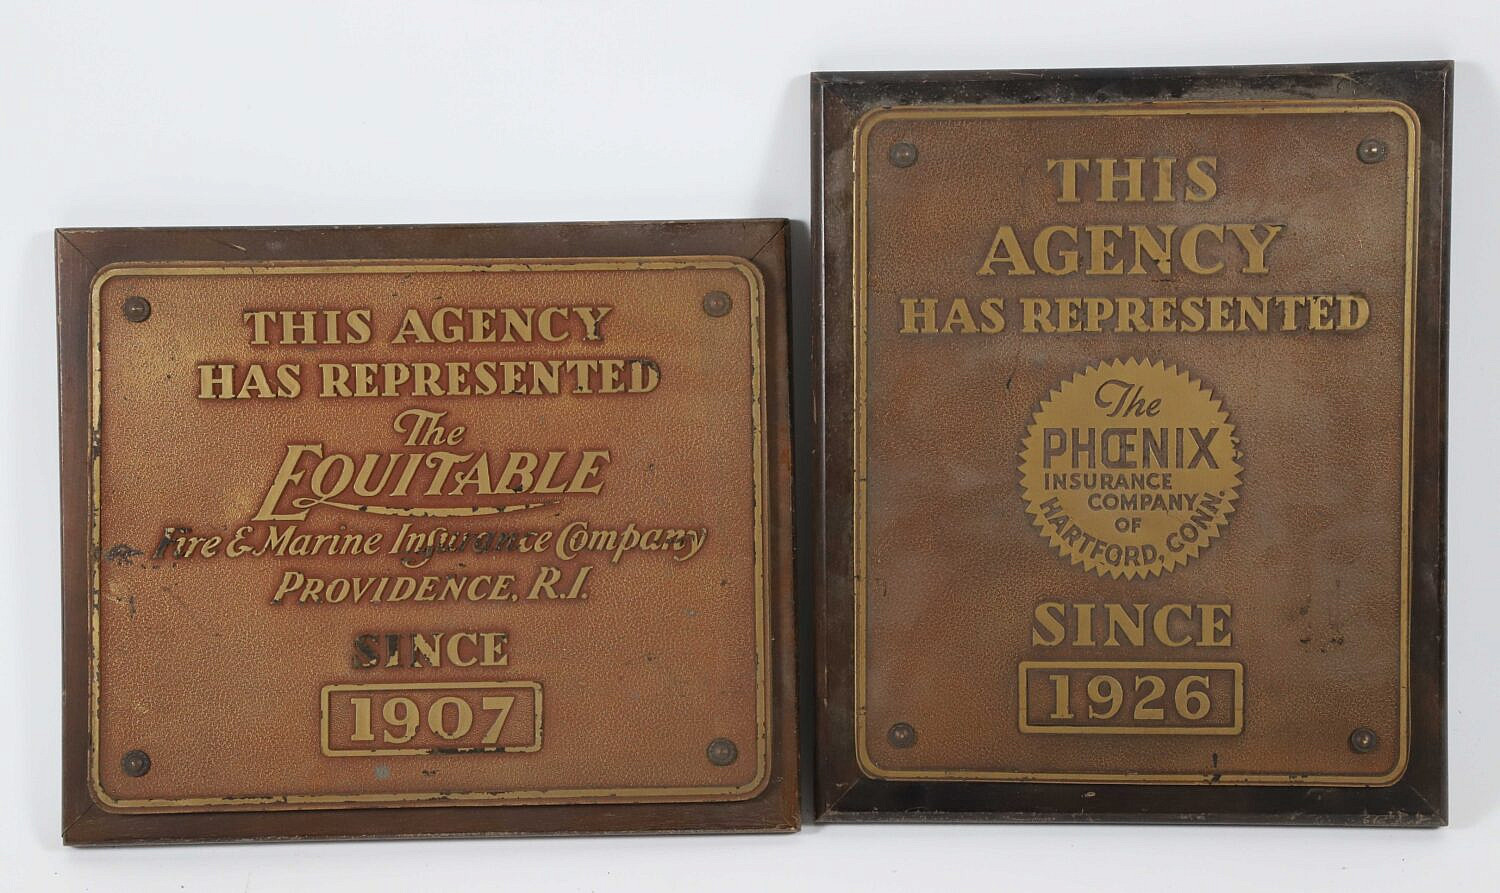 THIS AGENCY
HAS REPRESENTED
The
EQUITABLE
Fire & Marine Insurance Company
PROVIDENCE, R.I.
SINCE
1907
THIS
AGENCY
HAS REPRESENTED
The
PHŒNIX
INSURANCE
COMPANY
OF
HARTFORD, CONN.
SINCE
1926